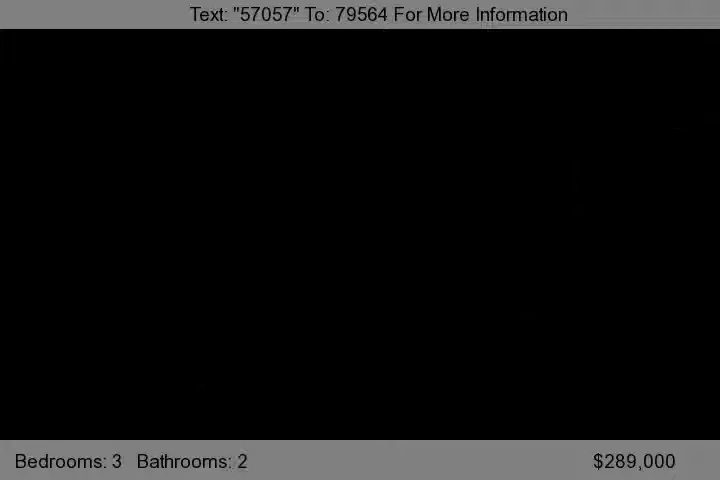 Text: "57057" To: 79564 For More Information
Bedrooms: 3 Bathrooms: 2 $289,000